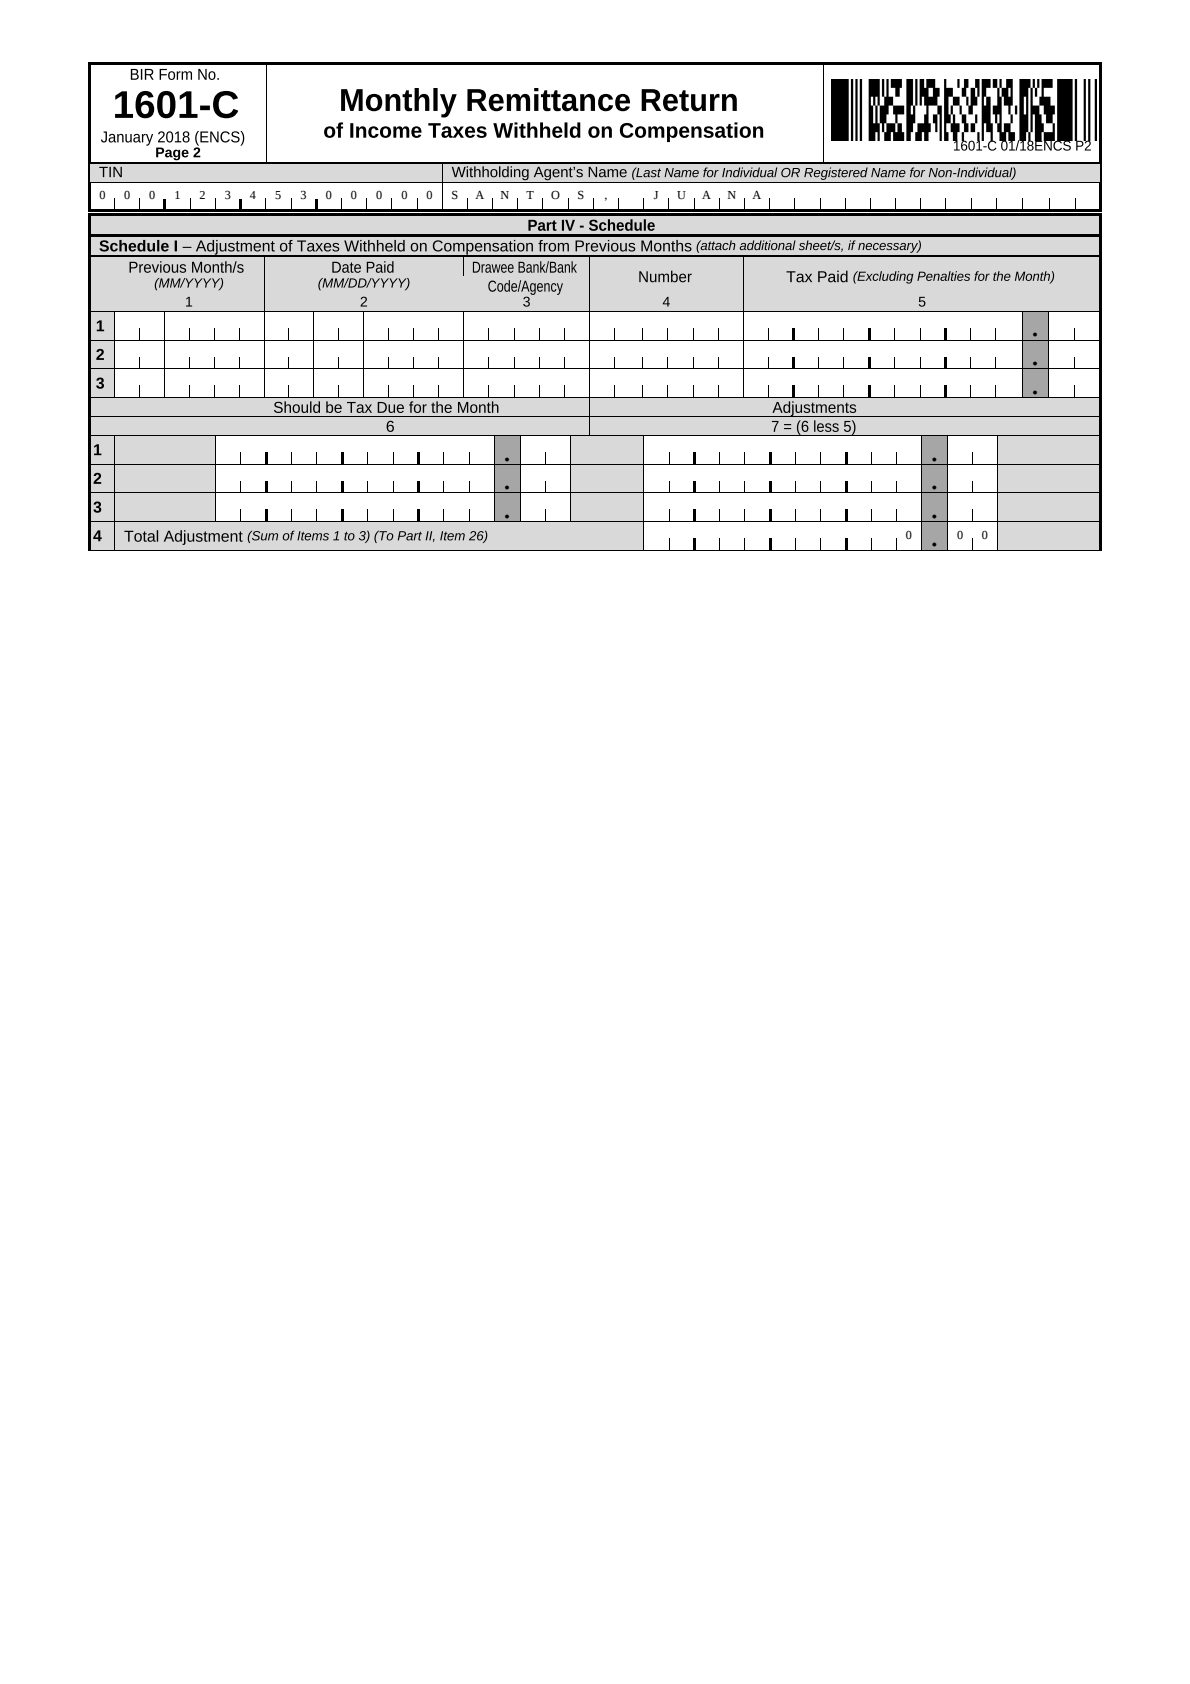 BIR Form No.
1601-C
January 2018 (ENCS)
Page 2
Monthly Remittance Return
of Income Taxes Withheld on Compensation
1601-C 01/18ENCS P2
TIN
Withholding Agent’s Name (Last Name for Individual OR Registered Name for Non-Individual)
0 0 0 1 2 3 4 5 3 0 0 0 0 0
S A N T O S , J U A N A
Part IV - Schedule
Schedule I – Adjustment of Taxes Withheld on Compensation from Previous Months (attach additional sheet/s, if necessary)
Previous Month/s
(MM/YYYY)
1
Date Paid
(MM/DD/YYYY)
2
Drawee Bank/Bank
Code/Agency
3
Number
4
Tax Paid (Excluding Penalties for the Month)
5
1 .
2 .
3 .
Should be Tax Due for the Month
Adjustments
6
7 = (6 less 5)
1 . .
2 . .
3 . .
4 Total Adjustment (Sum of Items 1 to 3) (To Part II, Item 26) 0 . 0 0